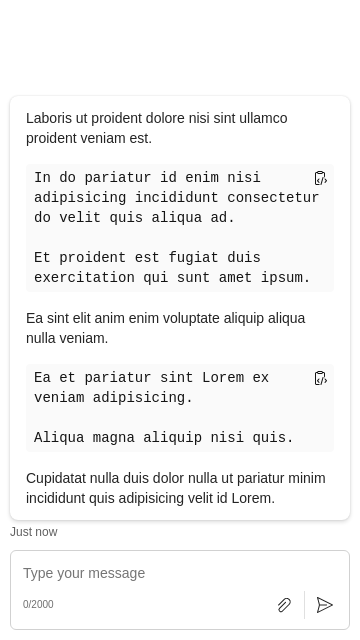 Laboris ut proident dolore nisi sint ullamco
proident veniam est.
In do pariatur id enim nisi
adipisicing incididunt consectetur
do velit quis aliqua ad.
Et proident est fugiat duis
exercitation qui sunt amet ipsum.
Ea sint elit anim enim voluptate aliquip aliqua
nulla veniam.
Ea et pariatur sint Lorem ex
veniam adipisicing.
Aliqua magna aliquip nisi quis.
Cupidatat nulla duis dolor nulla ut pariatur minim
incididunt quis adipisicing velit id Lorem.
Just now
Type your message
0/2000